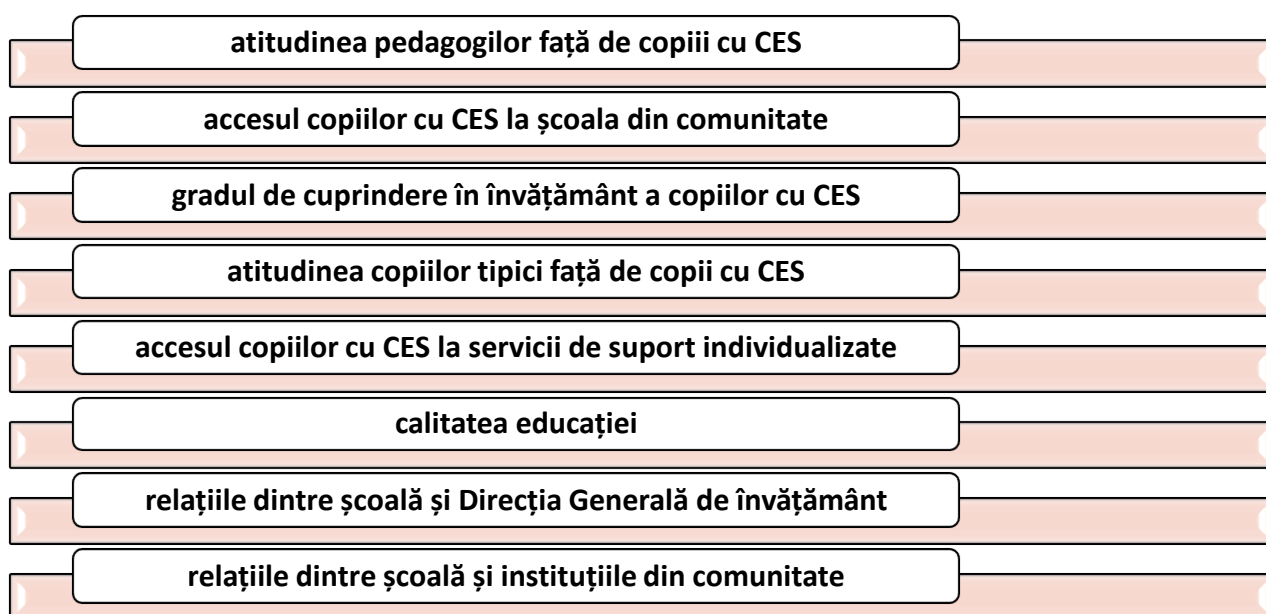 atitudinea pedagogilor față de copiii cu CES
accesul copiilor cu CES la școala din comunitate
gradul de cuprindere în învățământ a copiilor cu CES
atitudinea copiilor tipici față de copii cu CES
accesul copiilor cu CES la servicii de suport individualizate
calitatea educației
relațiile dintre școală și Direcția Generală de învățământ
relațiile dintre școală și instituțiile din comunitate